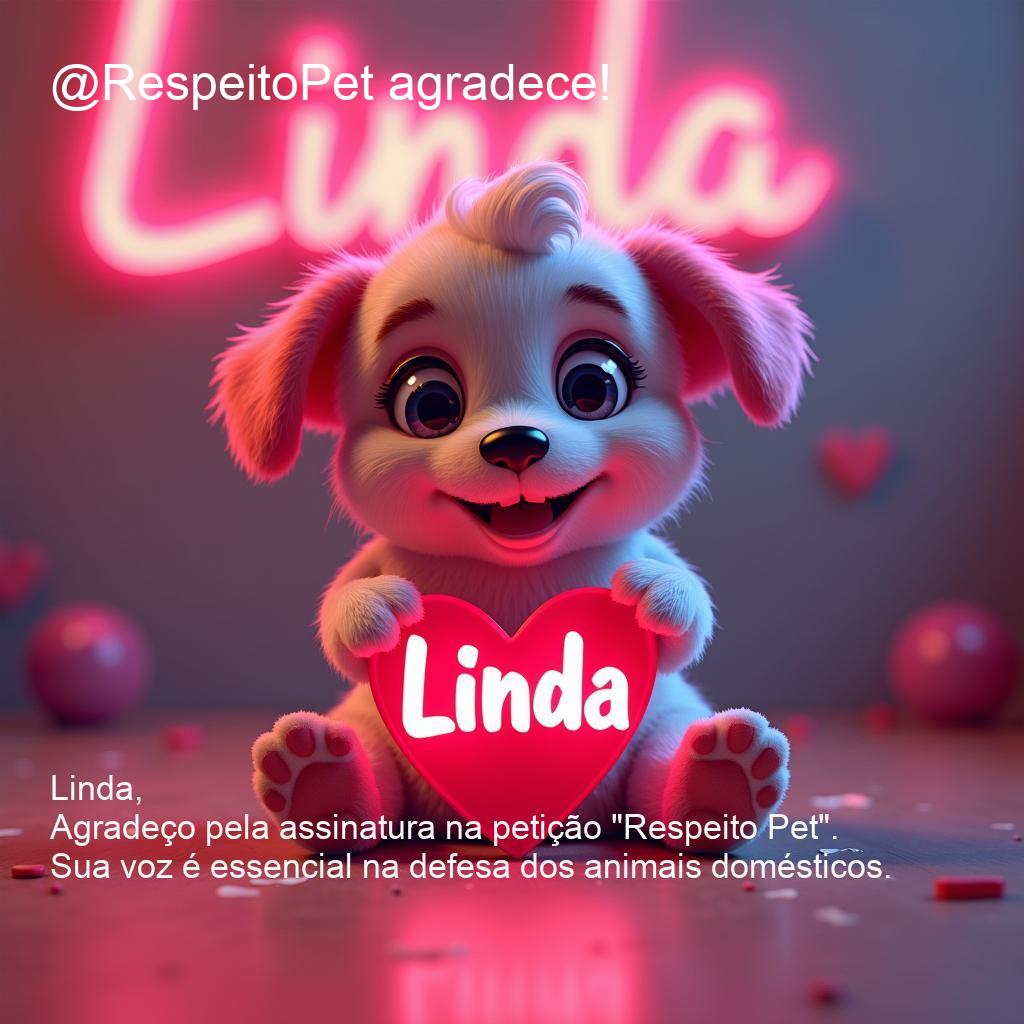 Linda
@RespeitoPet agradece!
Linda
Linda,
Agradeço pela assinatura na petição "Respeito Pet".
Sua voz é essencial na defesa dos animais domésticos.